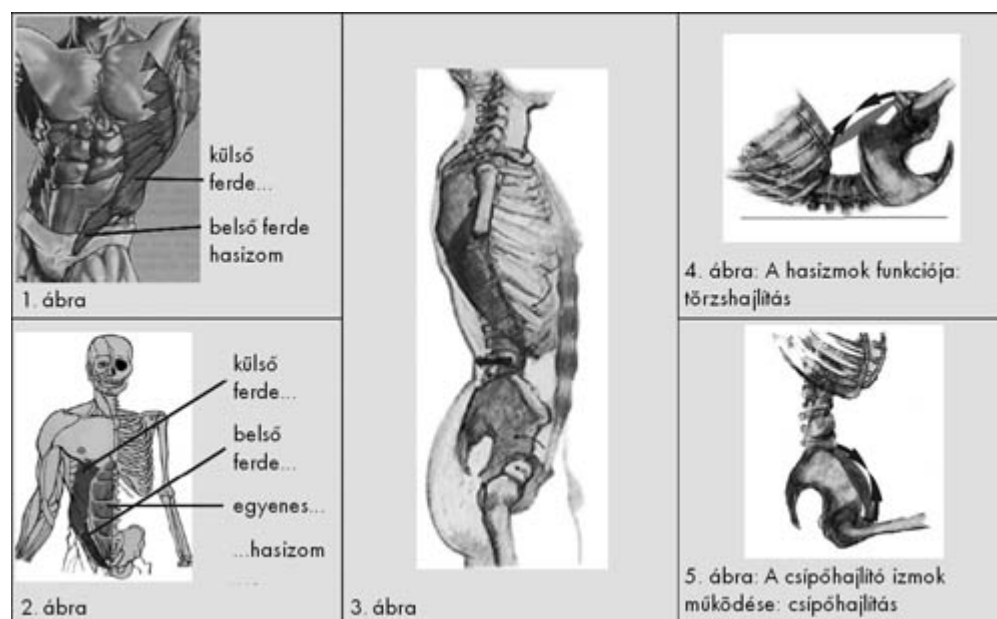 külső
ferde...
belső ferde
hasizom
1. ábra
külső
ferde...
belső
ferde...
egyenes...
...hasizom
2. ábra
3. ábra
4. ábra: A hasizmok funkciója:
törzshajlítás
5. ábra: A csípőhajlító izmok
működése: csípőhajlítás